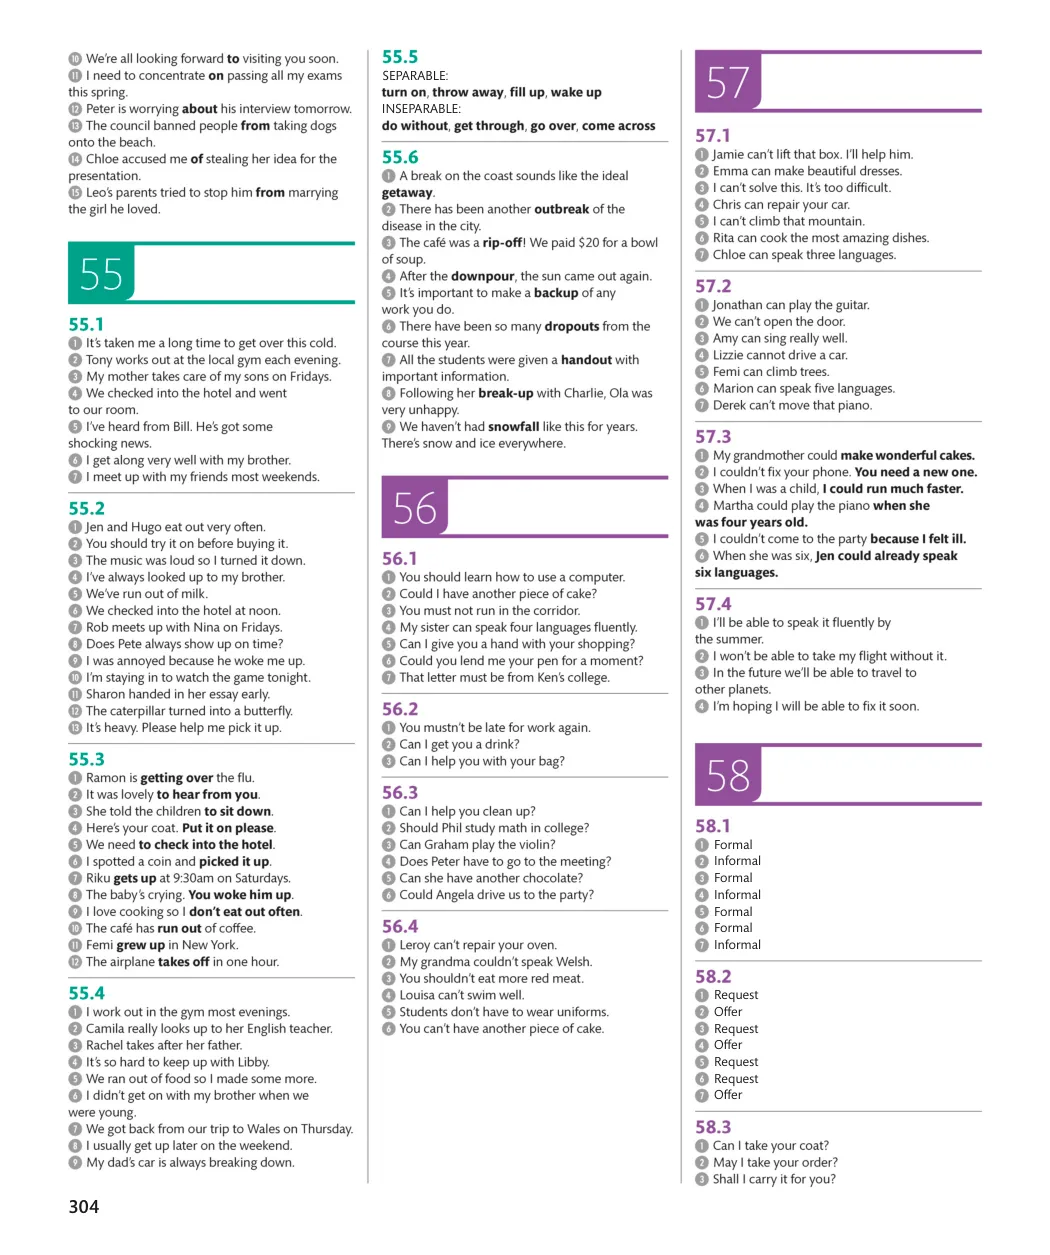 10 We're all looking forward to visiting you soon.
11 I need to concentrate on passing all my exams
this spring.
12 Peter is worrying about his interview tomorrow.
13 The council banned people from taking dogs
onto the beach.
14 Chloe accused me of stealing her idea for the
presentation.
15 Leo's parents tried to stop him from marrying
the girl he loved.
55
55.1
1 It's taken me a long time to get over this cold.
2 Tony works out at the local gym each evening.
3 My mother takes care of my sons on Fridays.
4 We checked into the hotel and went
to our room.
5 I've heard from Bill. He's got some
shocking news.
6 I get along very well with my brother.
7 I meet up with my friends most weekends.
55.2
1 Jen and Hugo eat out very often.
2 You should try it on before buying it.
3 The music was loud so I turned it down.
4 I've always looked up to my brother.
5 We've run out of milk.
6 We checked into the hotel at noon.
7 Rob meets up with Nina on Fridays.
8 Does Pete always show up on time?
9 I was annoyed because he woke me up.
10 I'm staying in to watch the game tonight.
11 Sharon handed in her essay early.
12 The caterpillar turned into a butterfly.
13 It's heavy. Please help me pick it up.
55.3
1 Ramon is getting over the flu.
2 It was lovely to hear from you.
3 She told the children to sit down.
4 Here's your coat. Put it on please.
5 We need to check into the hotel.
6 I spotted a coin and picked it up.
7 Riku gets up at 9:30am on Saturdays.
8 The baby's crying. You woke him up.
9 I love cooking so I don't eat out often.
10 The café has run out of coffee.
11 Femi grew up in New York.
12 The airplane takes off in one hour.
55.4
1 I work out in the gym most evenings.
2 Camila really looks up to her English teacher.
3 Rachel takes after her father.
4 It's so hard to keep up with Libby.
5 We ran out of food so I made some more.
6 I didn't get on with my brother when we
were young.
7 We got back from our trip to Wales on Thursday.
8 I usually get up later on the weekend.
9 My dad's car is always breaking down.
304
55.5
SEPARABLE:
turn on, throw away, fill up, wake up
INSEPARABLE:
do without, get through, go over, come across
55.6
1 A break on the coast sounds like the ideal
getaway.
2 There has been another outbreak of the
disease in the city.
3 The café was a rip-off! We paid $20 for a bowl
of soup.
4 After the downpour, the sun came out again.
5 It's important to make a backup of any
work you do.
6 There have been so many dropouts from the
course this year.
7 All the students were given a handout with
important information.
8 Following her break-up with Charlie, Ola was
very unhappy.
9 We haven't had snowfall like this for years.
There's snow and ice everywhere.
56
56.1
1 You should learn how to use a computer.
2 Could I have another piece of cake?
3 You must not run in the corridor.
4 My sister can speak four languages fluently.
5 Can I give you a hand with your shopping?
6 Could you lend me your pen for a moment?
7 That letter must be from Ken's college.
56.2
1 You mustn't be late for work again.
2 Can I get you a drink?
3 Can I help you with your bag?
56.3
1 Can I help you clean up?
2 Should Phil study math in college?
3 Can Graham play the violin?
4 Does Peter have to go to the meeting?
5 Can she have another chocolate?
6 Could Angela drive us to the party?
56.4
1 Leroy can't repair your oven.
2 My grandma couldn't speak Welsh.
3 You shouldn't eat more red meat.
4 Louisa can't swim well.
5 Students don't have to wear uniforms.
6 You can't have another piece of cake.
57
57.1
1 Jamie can't lift that box. I'll help him.
2 Emma can make beautiful dresses.
3 I can't solve this. It's too difficult.
4 Chris can repair your car.
5 I can't climb that mountain.
6 Rita can cook the most amazing dishes.
7 Chloe can speak three languages.
57.2
1 Jonathan can play the guitar.
2 We can't open the door.
3 Amy can sing really well.
4 Lizzie cannot drive a car.
5 Femi can climb trees.
6 Marion can speak five languages.
7 Derek can't move that piano.
57.3
1 My grandmother could make wonderful cakes.
2 I couldn't fix your phone. You need a new one.
3 When I was a child, I could run much faster.
4 Martha could play the piano when she
was four years old.
5 I couldn't come to the party because I felt ill.
6 When she was six, Jen could already speak
six languages.
57.4
1 I'll be able to speak it fluently by
the summer.
2 I won't be able to take my flight without it.
3 In the future we'll be able to travel to
other planets.
4 I'm hoping I will be able to fix it soon.
58
58.1
1 Formal
2 Informal
3 Formal
4 Informal
5 Formal
6 Formal
7 Informal
58.2
1 Request
2 Offer
3 Request
4 Offer
5 Request
6 Request
7 Offer
58.3
1 Can I take your coat?
2 May I take your order?
3 Shall I carry it for you?